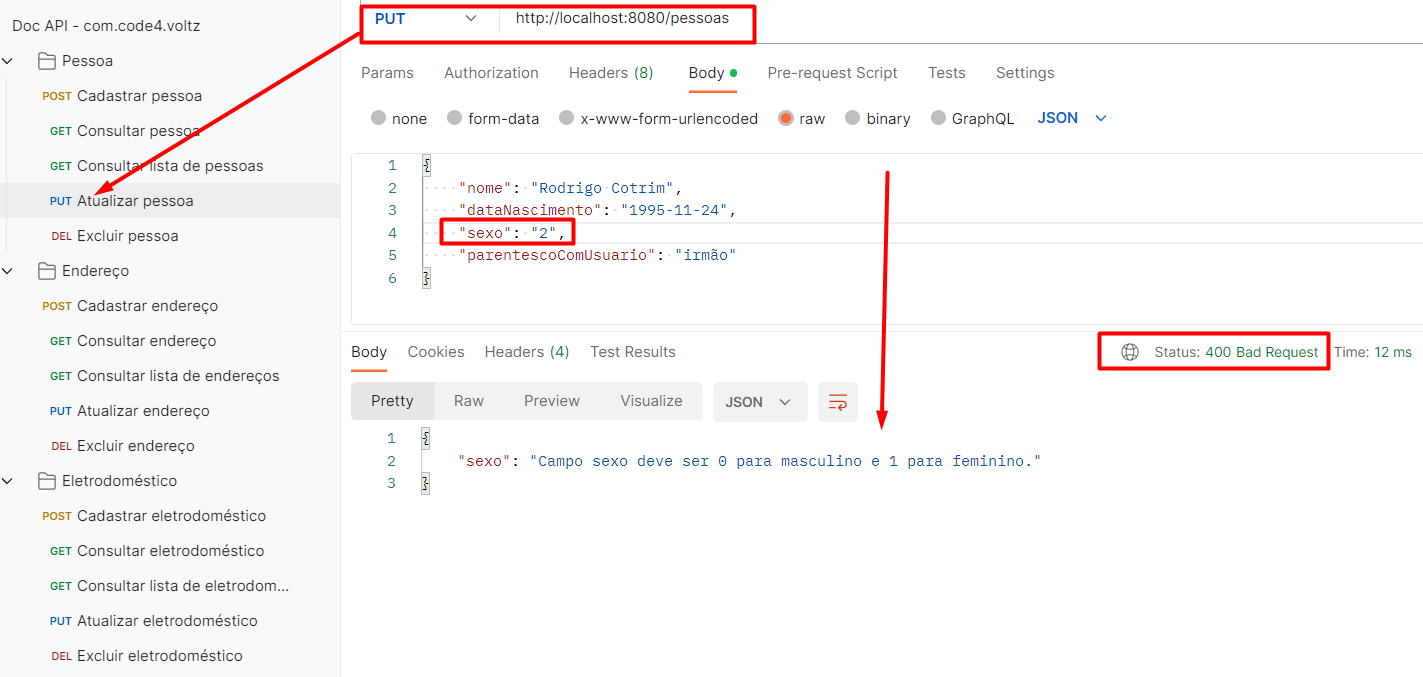 Doc API - com.code4.voltz
Pessoa
POST Cadastrar pessoa
GET Consultar pessoa
GET Consultar lista de pessoas
PUT Atualizar pessoa
DEL Excluir pessoa
Endereço
POST Cadastrar endereço
GET Consultar endereço
GET Consultar lista de endereços
PUT Atualizar endereço
DEL Excluir endereço
Eletrodoméstico
POST Cadastrar eletrodoméstico
GET Consultar eletrodoméstico
GET Consultar lista de eletrodom...
PUT Atualizar eletrodoméstico
DEL Excluir eletrodoméstico
PUT http://localhost:8080/pessoas
Params Authorization Headers (8) Body Pre-request Script Tests Settings
none form-data x-www-form-urlencoded raw binary GraphQL JSON
1 {
2 "nome": "Rodrigo Cotrim",
3 "dataNascimento": "1995-11-24",
4 "sexo": "2",
5 "parentescoComUsuario": "irmão"
6 }
Body Cookies Headers (4) Test Results Status: 400 Bad Request Time: 12 ms
Pretty Raw Preview Visualize JSON
1 {
2 "sexo": "Campo sexo deve ser 0 para masculino e 1 para feminino."
3 }